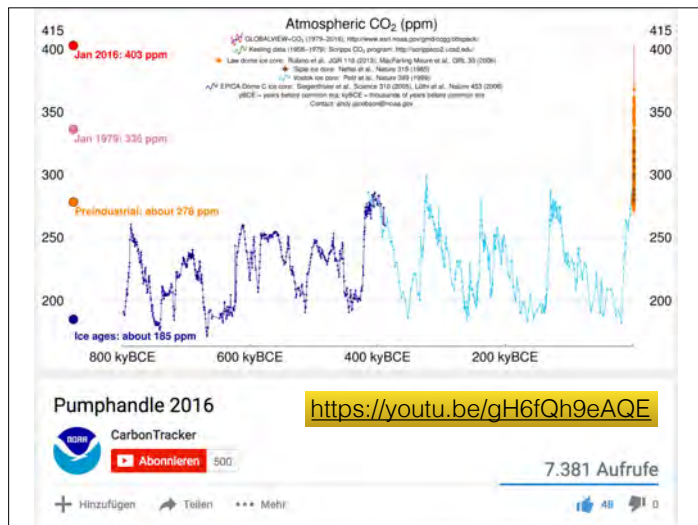 Atmospheric CO₂ (ppm)
GLOBALVIEW+CO₂ (1979–2016): http://www.esrl.noaa.gov/gmd/ccgg/obspack/
Keeling data (1958–1979): Scripps CO₂ program: http://scrippsco2.ucsd.edu/
Law dome ice core: Rubino et al., JGR 118 (2013), MacFarling Meure et al., GRL 33 (2006)
Siple ice core: Neftel et al., Nature 315 (1985)
Vostok ice core: Petit et al., Nature 399 (1999)
EPICA Dome C ice core: Siegenthaler et al., Science 310 (2005), Lüthi et al., Nature 453 (2008)
yBCE = years before common era; kyBCE = thousands of years before common era
Contact: andy.jacobson@noaa.gov
415
400
350
300
250
200
415
400
350
300
250
200
Jan 2016: 403 ppm
Jan 1979: 336 ppm
Preindustrial: about 278 ppm
Ice ages: about 185 ppm
800 kyBCE
600 kyBCE
400 kyBCE
200 kyBCE
Pumphandle 2016
https://youtu.be/gH6fQh9eAQE
NOAA
CarbonTracker
Abonnieren 500
7.381 Aufrufe
Hinzufügen Teilen Mehr
48 0